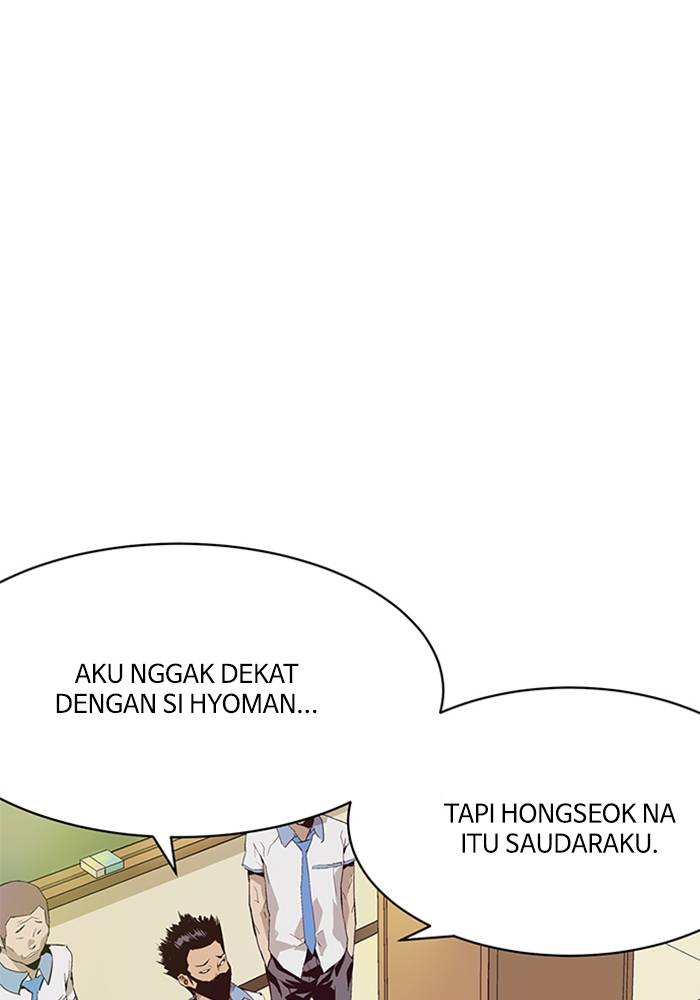 AKU NGGAK DEKAT
DENGAN SI HYOMAN...
TAPI HONGSEOK NA
ITU SAUDARAKU.